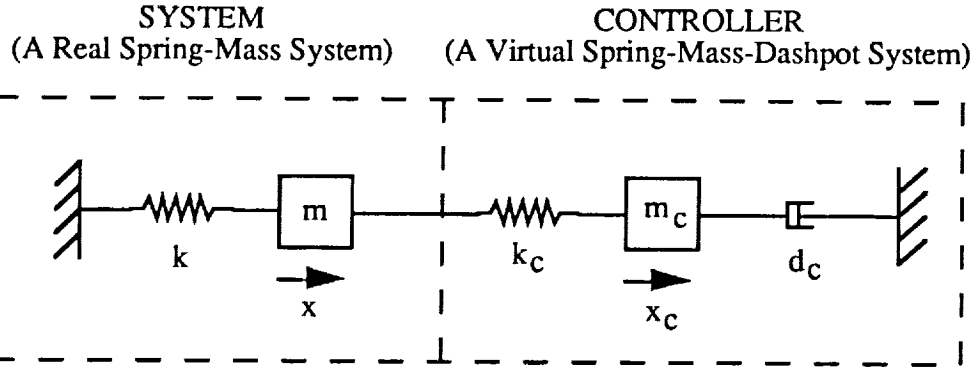 SYSTEM
(A Real Spring-Mass System)
CONTROLLER
(A Virtual Spring-Mass-Dashpot System)
m
m_c
k
k_c
d_c
x
x_c